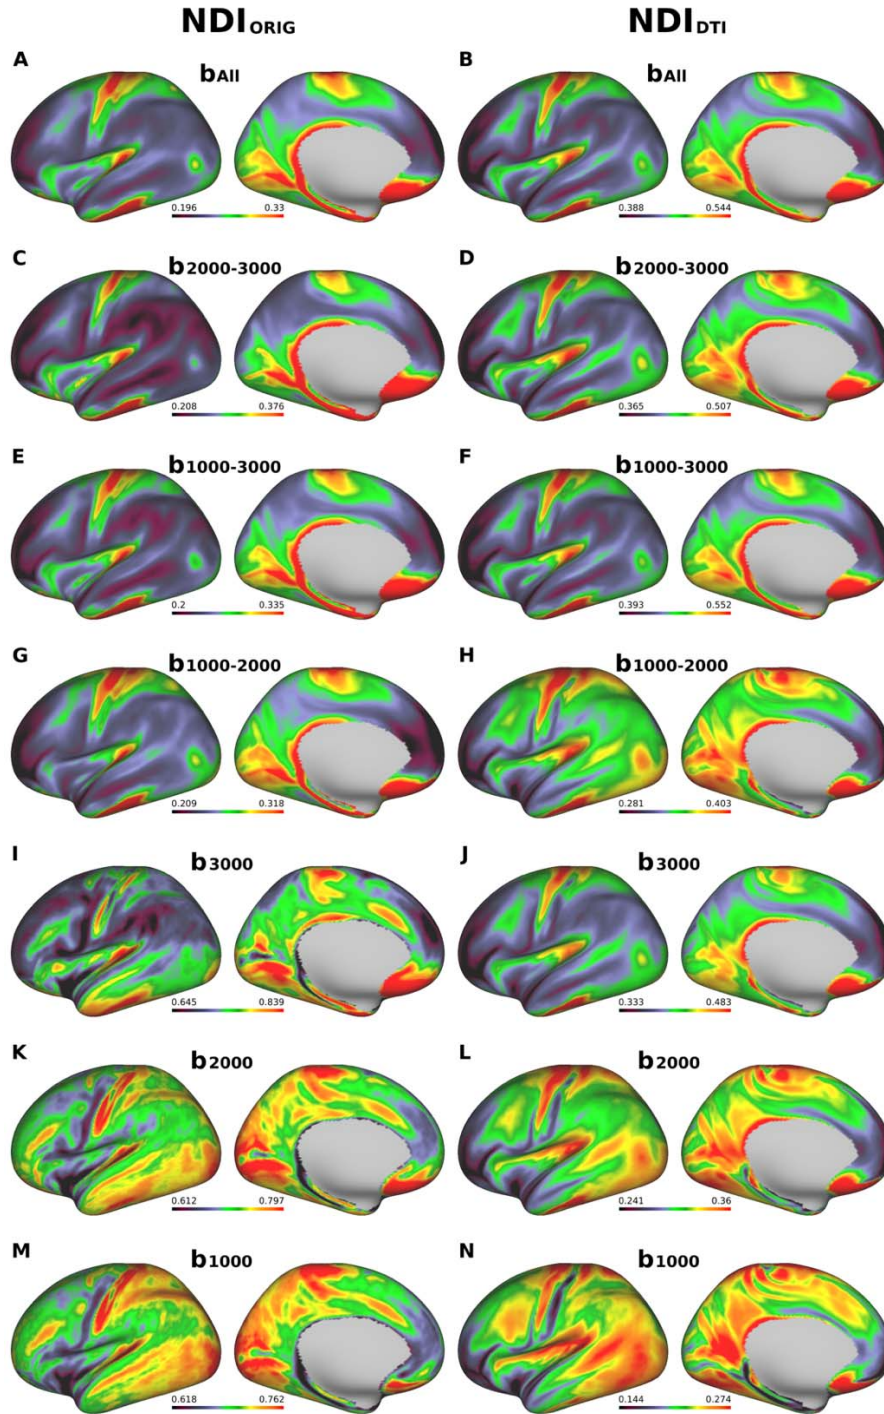 NDIORIG NDIDTI
A bAll B bAll
0.196 0.33 0.388 0.544
C b2000-3000 D b2000-3000
0.208 0.376 0.365 0.507
E b1000-3000 F b1000-3000
0.2 0.335 0.393 0.552
G b1000-2000 H b1000-2000
0.209 0.318 0.281 0.403
I b3000 J b3000
0.645 0.839 0.333 0.483
K b2000 L b2000
0.612 0.797 0.241 0.36
M b1000 N b1000
0.618 0.762 0.144 0.274